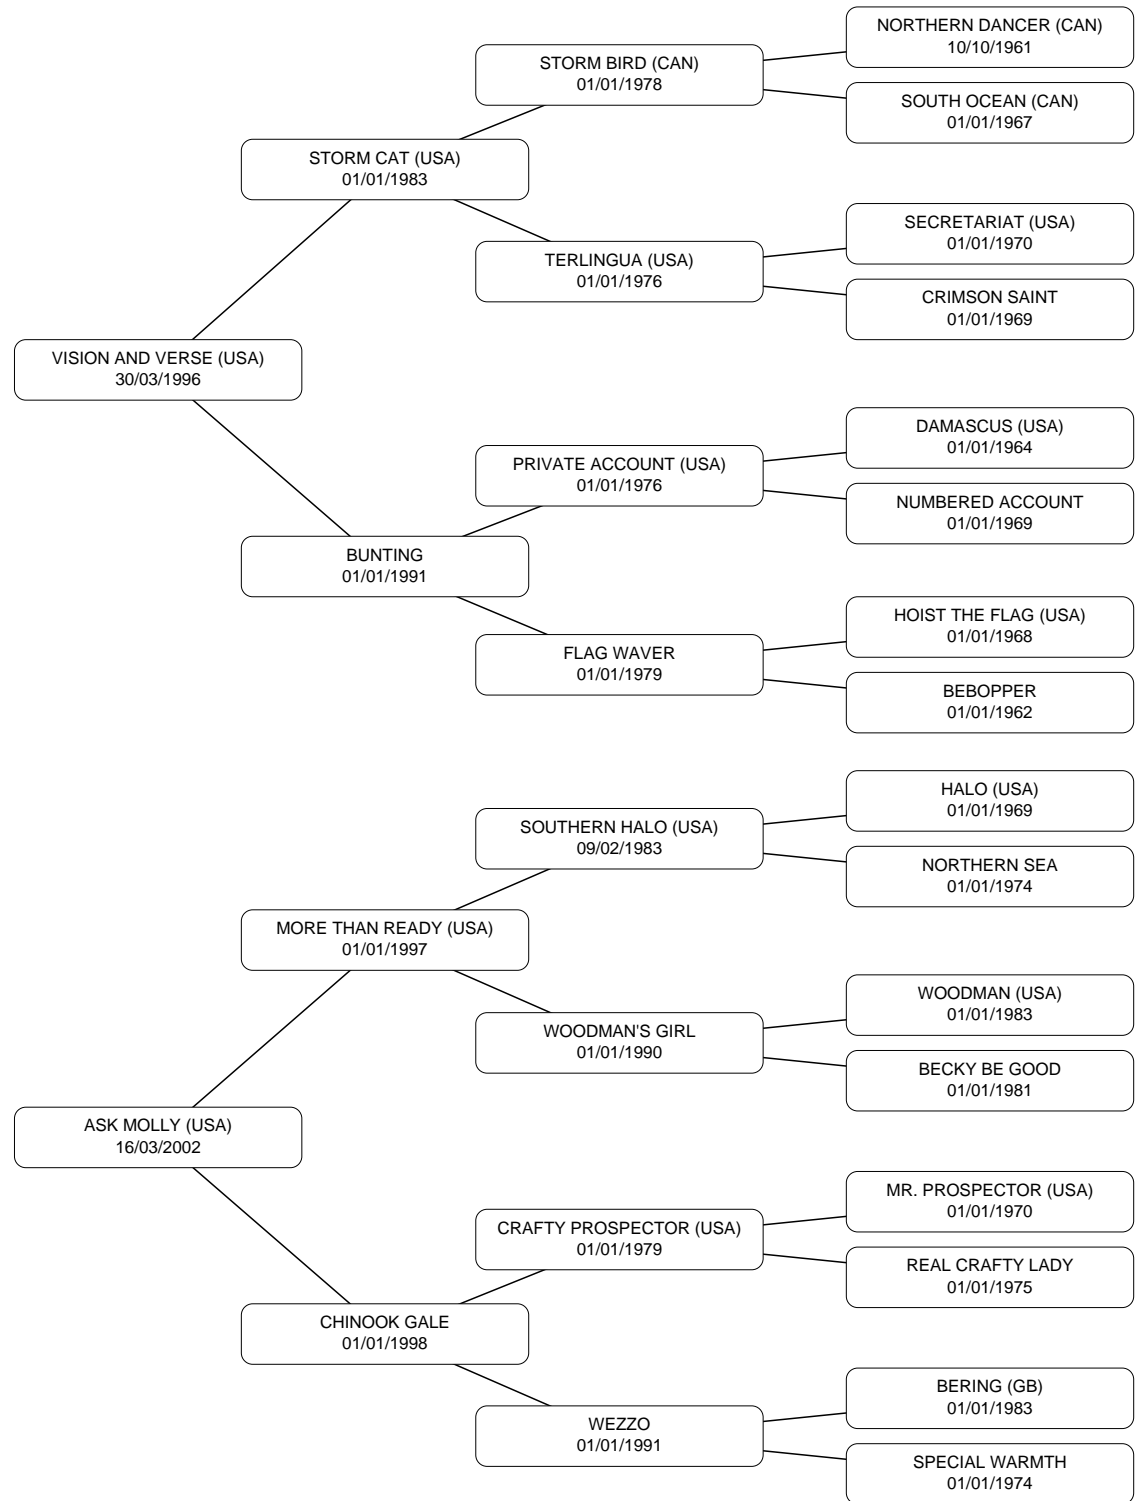 NORTHERN DANCER (CAN)
10/10/1961
STORM BIRD (CAN)
01/01/1978
SOUTH OCEAN (CAN)
01/01/1967
STORM CAT (USA)
01/01/1983
SECRETARIAT (USA)
01/01/1970
TERLINGUA (USA)
01/01/1976
CRIMSON SAINT
01/01/1969
VISION AND VERSE (USA)
30/03/1996
DAMASCUS (USA)
01/01/1964
PRIVATE ACCOUNT (USA)
01/01/1976
NUMBERED ACCOUNT
01/01/1969
BUNTING
01/01/1991
HOIST THE FLAG (USA)
01/01/1968
FLAG WAVER
01/01/1979
BEBOPPER
01/01/1962
HALO (USA)
01/01/1969
SOUTHERN HALO (USA)
09/02/1983
NORTHERN SEA
01/01/1974
MORE THAN READY (USA)
01/01/1997
WOODMAN (USA)
01/01/1983
WOODMAN'S GIRL
01/01/1990
BECKY BE GOOD
01/01/1981
ASK MOLLY (USA)
16/03/2002
MR. PROSPECTOR (USA)
01/01/1970
CRAFTY PROSPECTOR (USA)
01/01/1979
REAL CRAFTY LADY
01/01/1975
CHINOOK GALE
01/01/1998
BERING (GB)
01/01/1983
WEZZO
01/01/1991
SPECIAL WARMTH
01/01/1974